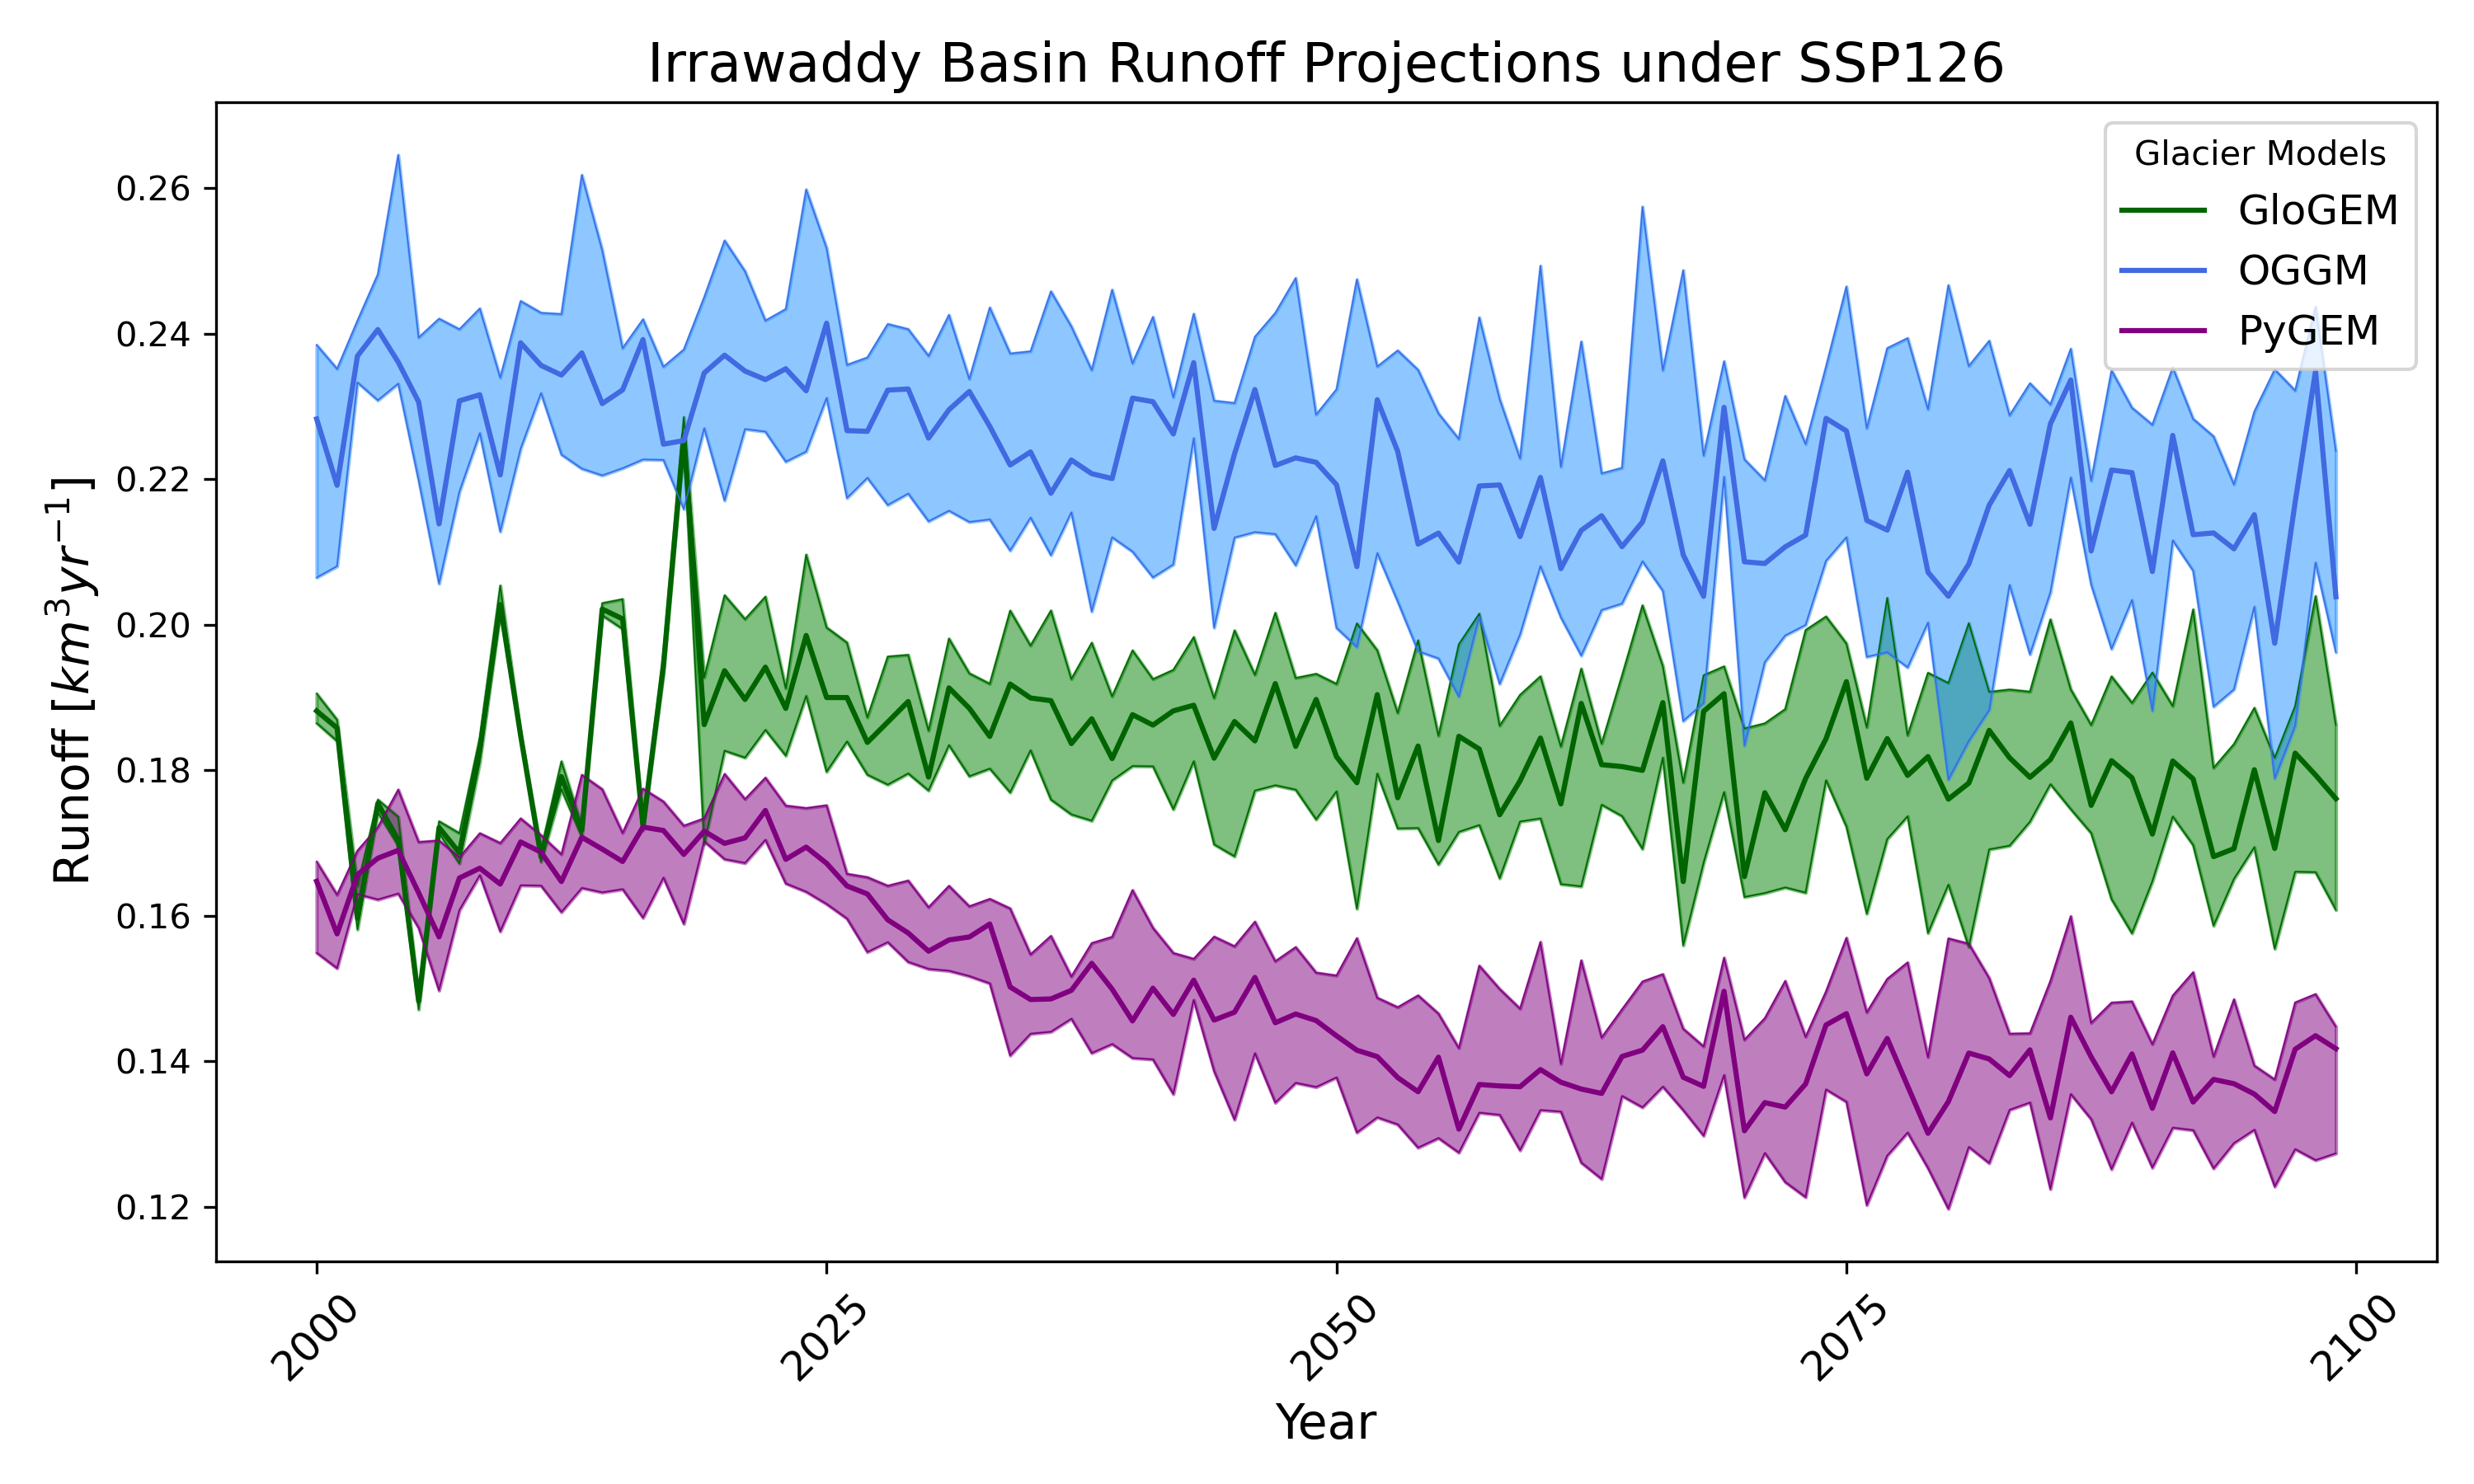 Irrawaddy Basin Runoff Projections under SSP126
Glacier Models
GloGEM
OGGM
PyGEM
Runoff [km³yr⁻¹]
0.26
0.24
0.22
0.20
0.18
0.16
0.14
0.12
2000
2025
2050
2075
2100
Year